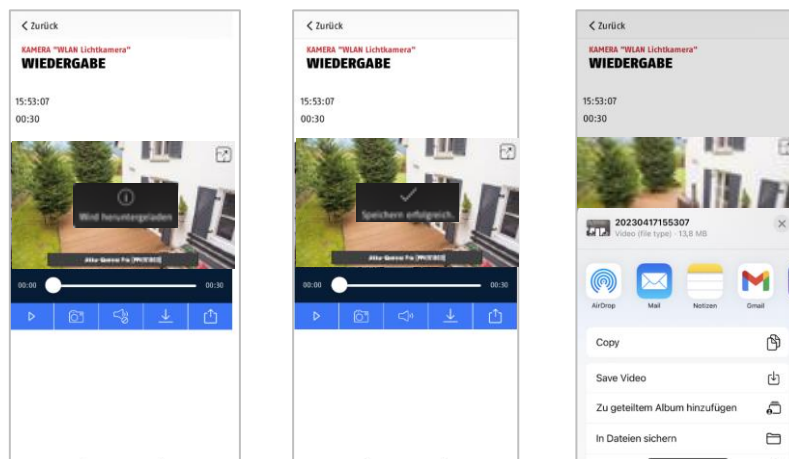 Zurück
KAMERA "WLAN Lichtkamera"
WIEDERGABE
15:53:07
00:30
Wird heruntergeladen
00:00
00:30
Zurück
KAMERA "WLAN Lichtkamera"
WIEDERGABE
15:53:07
00:30
Speichern erfolgreich.
00:00
00:30
Zurück
KAMERA "WLAN Lichtkamera"
WIEDERGABE
15:53:07
00:30
20230417155307
Video (file type) · 13,8 MB
AirDrop Mail Notizen Gmail
Copy
Save Video
Zu geteiltem Album hinzufügen
In Dateien sichern